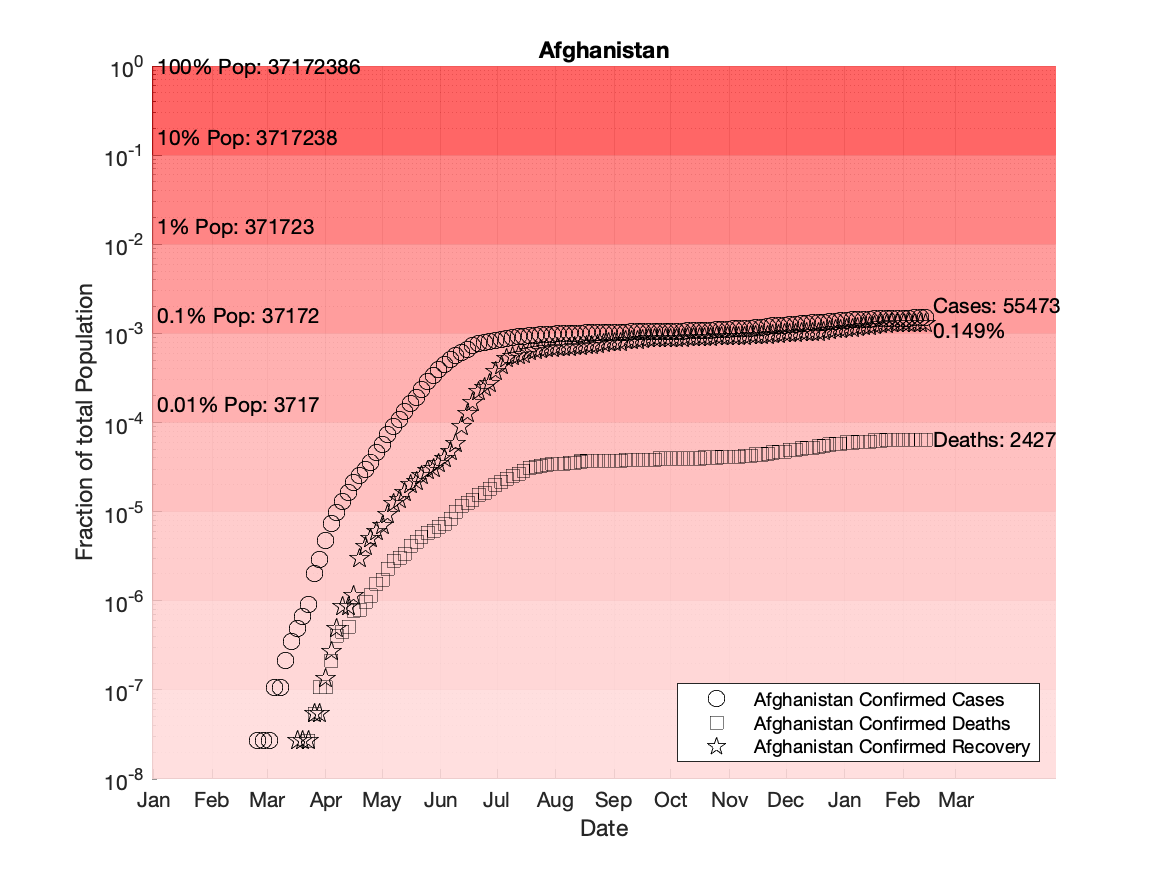 Afghanistan
10^0
100% Pop: 37172386
10% Pop: 3717238
10^-1
1% Pop: 371723
10^-2
0.1% Pop: 37172
10^-3
Cases: 55473
0.149%
0.01% Pop: 3717
10^-4
Deaths: 2427
10^-5
10^-6
10^-7
10^-8
Fraction of total Population
Afghanistan Confirmed Cases
Afghanistan Confirmed Deaths
Afghanistan Confirmed Recovery
Jan Feb Mar Apr May Jun Jul Aug Sep Oct Nov Dec Jan Feb Mar
Date